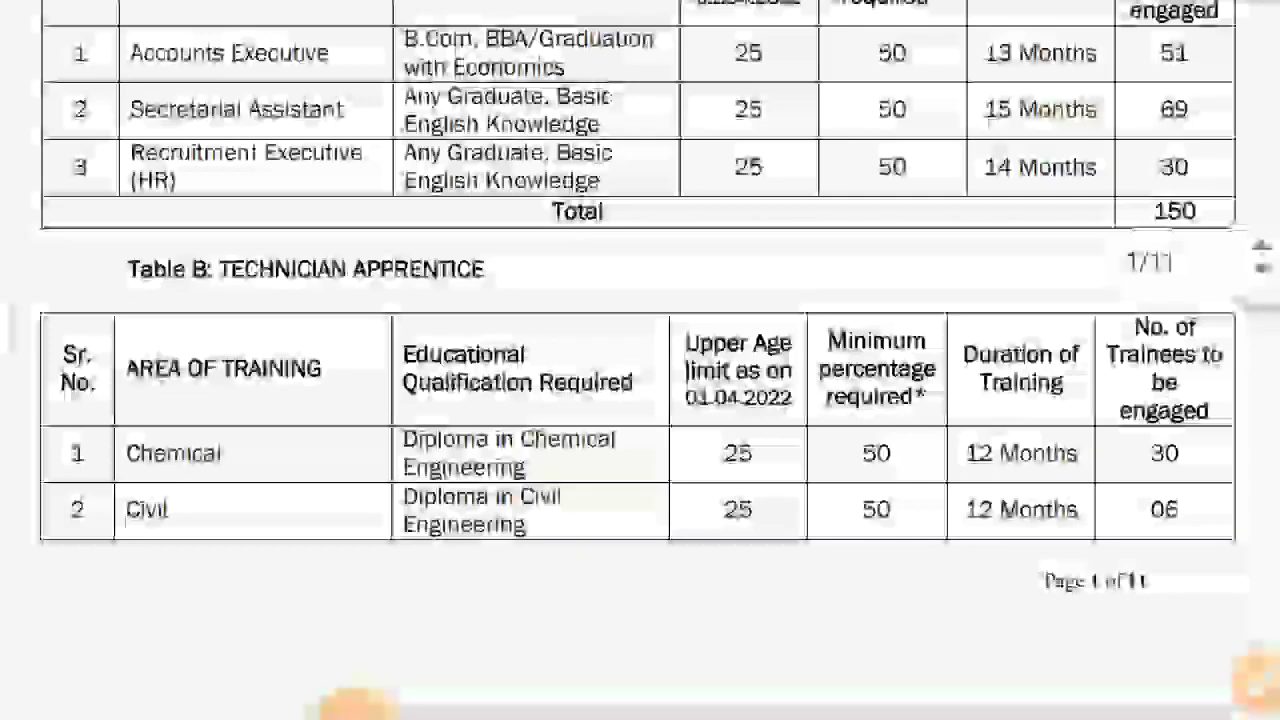 engaged
1 Accounts Executive B.Com, BBA/Graduation with Economics 25 50 13 Months 51
2 Secretarial Assistant Any Graduate, Basic English Knowledge 25 50 15 Months 69
3 Recruitment Executive (HR) Any Graduate, Basic English Knowledge 25 50 14 Months 30
Total 150
Table B: TECHNICIAN APPRENTICE
1/11
Sr. No. AREA OF TRAINING Educational Qualification Required Upper Age limit as on 01.04.2022 Minimum percentage required* Duration of Training No. of Trainees to be engaged
1 Chemical Diploma in Chemical Engineering 25 50 12 Months 30
2 Civil Diploma in Civil Engineering 25 50 12 Months 06
Page 1 of 11